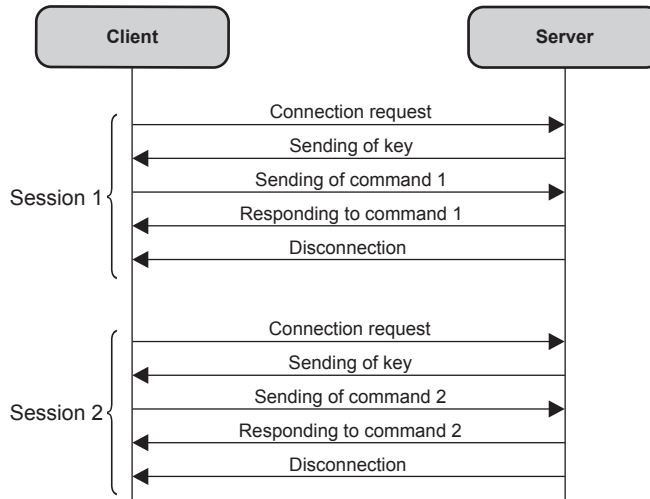 Client
Server
Connection request
Sending of key
Session 1
Sending of command 1
Responding to command 1
Disconnection
Connection request
Sending of key
Session 2
Sending of command 2
Responding to command 2
Disconnection